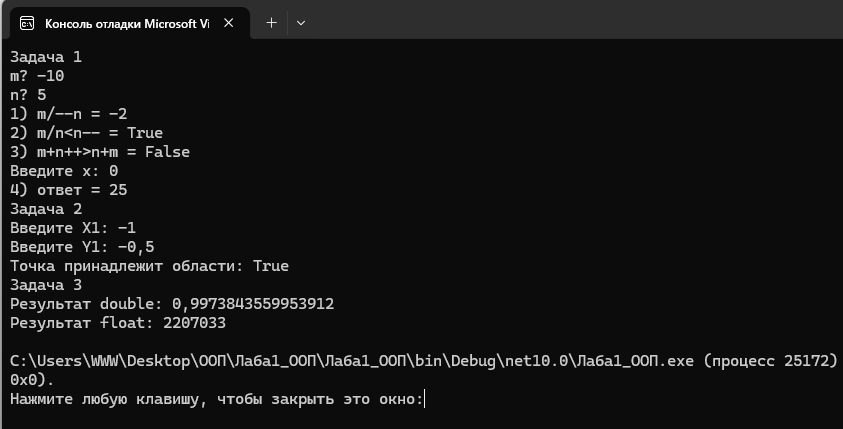 Консоль отладки Microsoft Vi
Задача 1
m? -10
n? 5
1) m/--n = -2
2) m/n<n-- = True
3) m+n++>n+m = False
Введите x: 0
4) ответ = 25
Задача 2
Введите X1: -1
Введите Y1: -0,5
Точка принадлежит области: True
Задача 3
Результат double: 0,9973843559953912
Результат float: 2207033
C:\Users\WWW\Desktop\ООП\Лаба1_ООП\Лаба1_ООП\bin\Debug\net10.0\Лаба1_ООП.exe (процесс 25172)
0x0).
Нажмите любую клавишу, чтобы закрыть это окно: